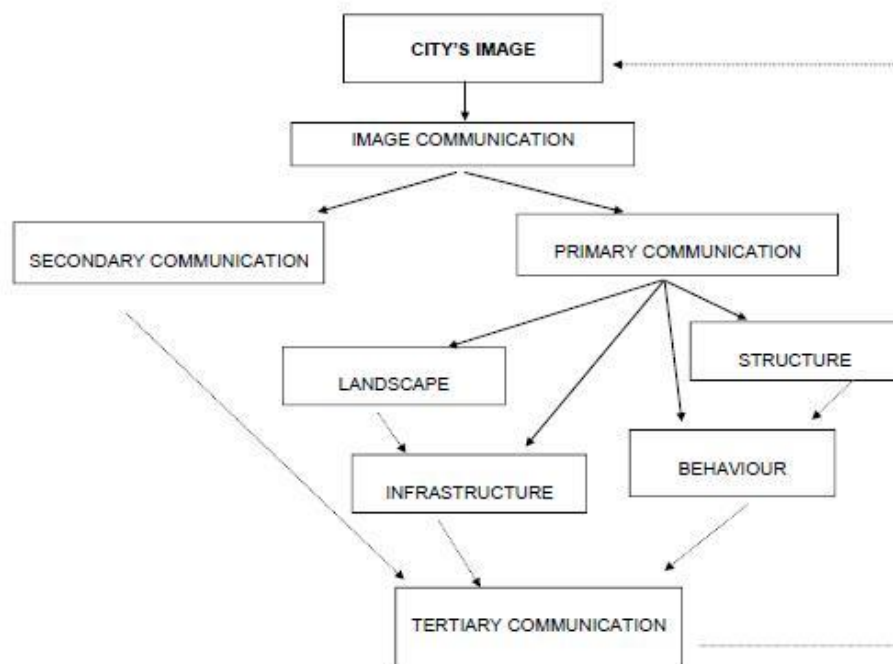 CITY'S IMAGE
IMAGE COMMUNICATION
SECONDARY COMMUNICATION
PRIMARY COMMUNICATION
LANDSCAPE
STRUCTURE
INFRASTRUCTURE
BEHAVIOUR
TERTIARY COMMUNICATION